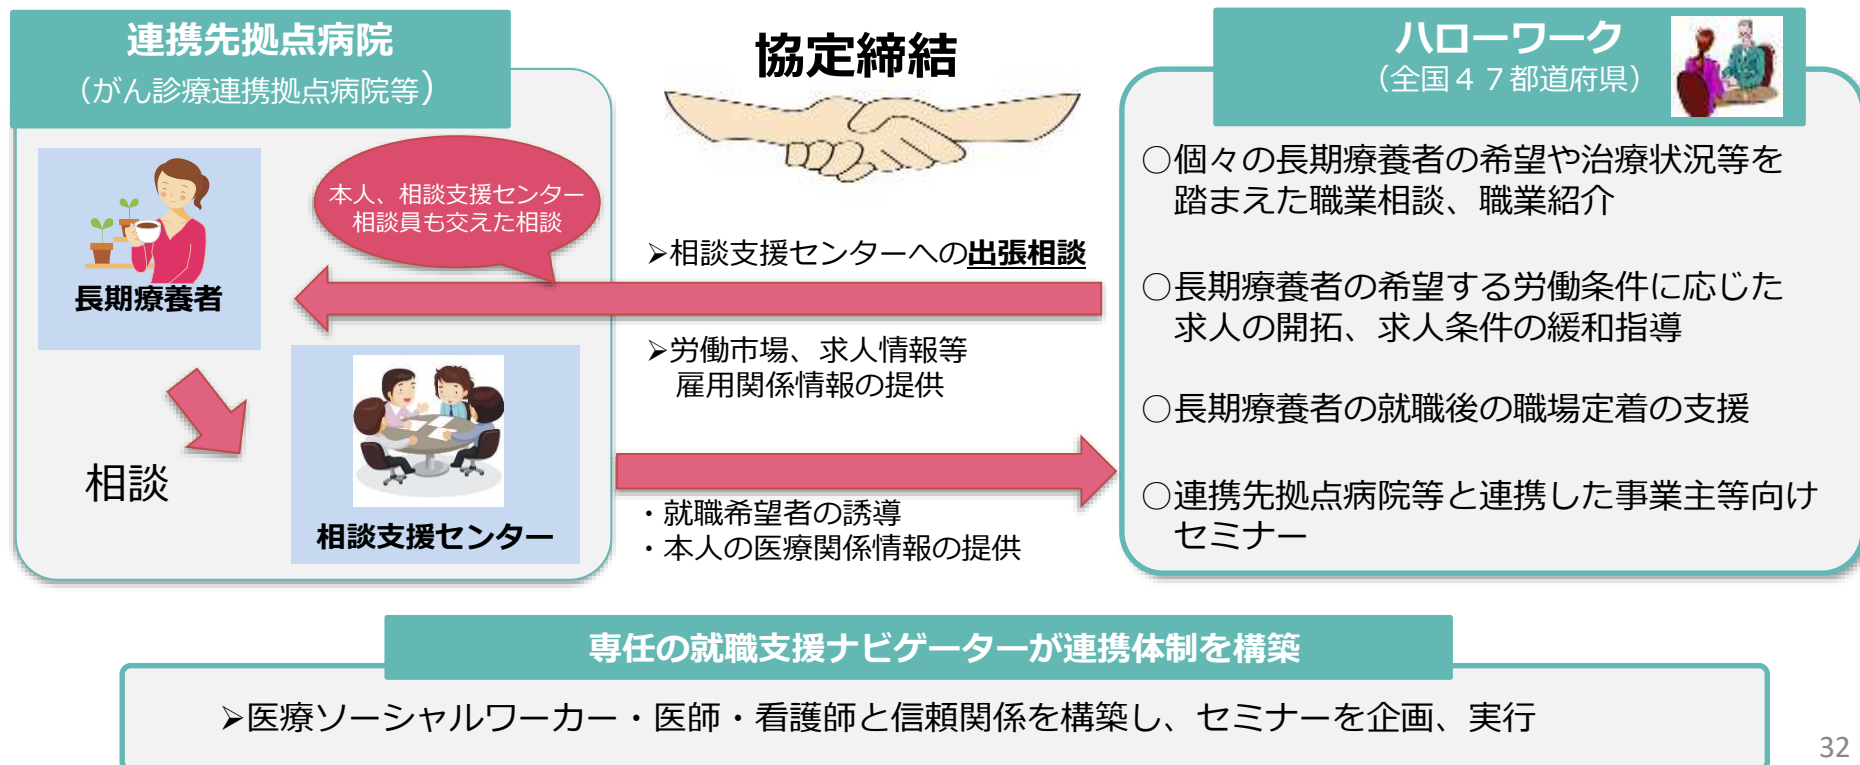 連携先拠点病院
（がん診療連携拠点病院等）
長期療養者
相談
相談支援センター
本人、相談支援センター
相談員も交えた相談
協定締結
➢相談支援センターへの出張相談
➢労働市場、求人情報等
雇用関係情報の提供
・就職希望者の誘導
・本人の医療関係情報の提供
ハローワーク
（全国４７都道府県）
○個々の長期療養者の希望や治療状況等を
踏まえた職業相談、職業紹介
○長期療養者の希望する労働条件に応じた
求人の開拓、求人条件の緩和指導
○長期療養者の就職後の職場定着の支援
○連携先拠点病院等と連携した事業主等向け
セミナー
専任の就職支援ナビゲーターが連携体制を構築
➢医療ソーシャルワーカー・医師・看護師と信頼関係を構築し、セミナーを企画、実行
32